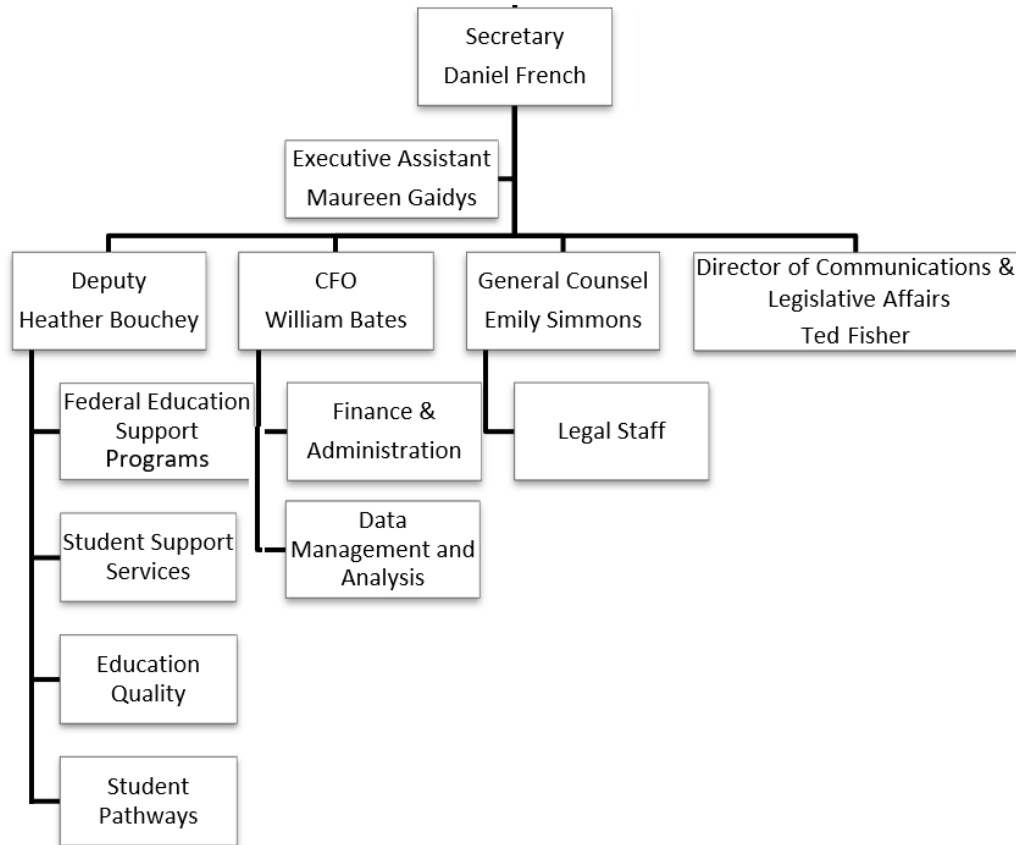 Secretary
Daniel French
Executive Assistant
Maureen Gaidys
Deputy
Heather Bouchey
CFO
William Bates
General Counsel
Emily Simmons
Director of Communications &
Legislative Affairs
Ted Fisher
Federal Education
Support
Programs
Finance &
Administration
Legal Staff
Student Support
Services
Data
Management and
Analysis
Education
Quality
Student
Pathways